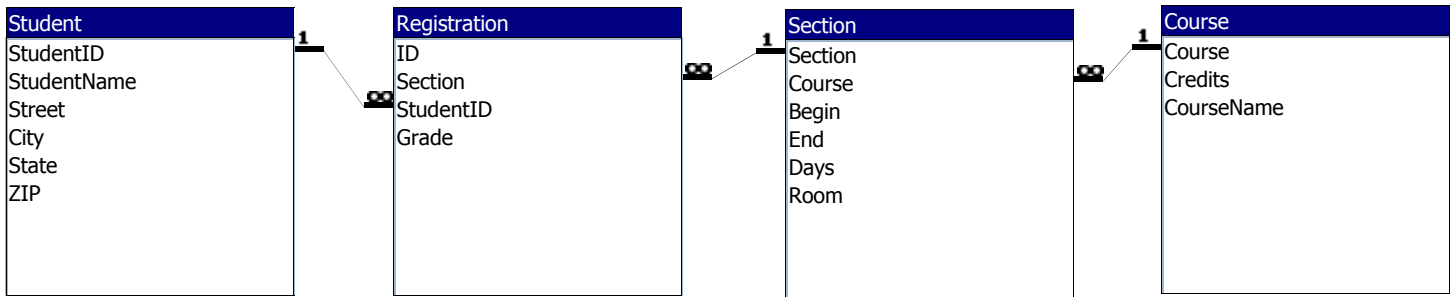 Student
StudentID
StudentName
Street
City
State
ZIP
1
∞
Registration
ID
Section
StudentID
Grade
∞
1
Section
Section
Course
Begin
End
Days
Room
∞
1
Course
Course
Credits
CourseName